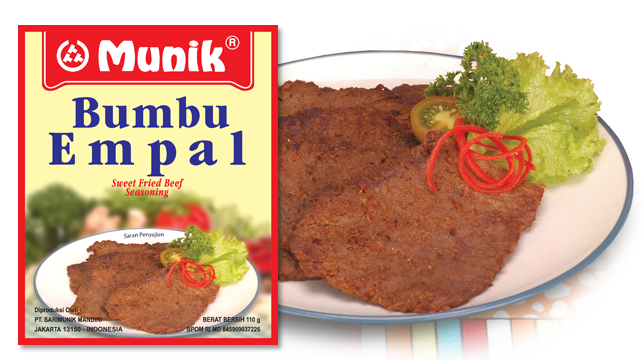 Munik®
Bumbu
Empal
Sweet Fried Beef
Seasoning
Saran Penyajian
Diproduksi Oleh :
PT. SARIMUNIK MANDIRI
JAKARTA 13150 - INDONESIA
BERAT BERSIH 110 g
BPOM RI MD 845909037226